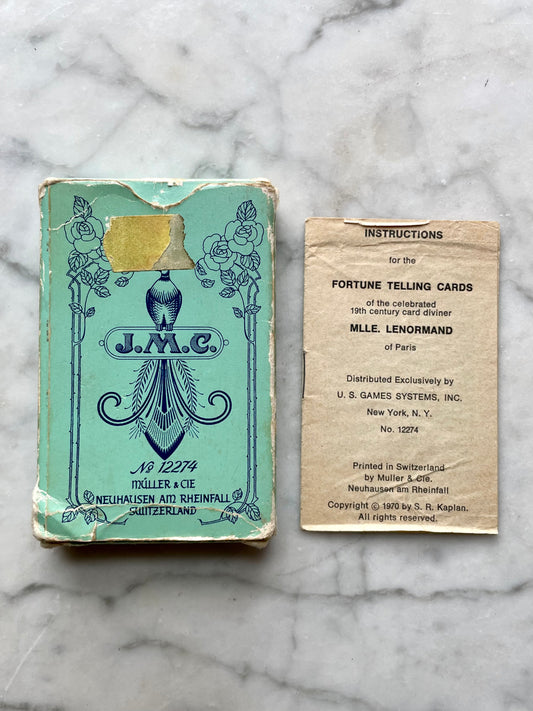 J.M.C.
No 12274
MÜLLER & CIE
NEUHAUSEN AM RHEINFALL
SWITZERLAND
INSTRUCTIONS
for the
FORTUNE TELLING CARDS
of the celebrated
19th century card diviner
MLLE. LENORMAND
of Paris
Distributed Exclusively by
U. S. GAMES SYSTEMS, INC.
New York, N. Y.
No. 12274
Printed in Switzerland
by Muller & Cie.
Neuhausen am Rheinfall
Copyright © 1970 by S. R. Kaplan.
All rights reserved.